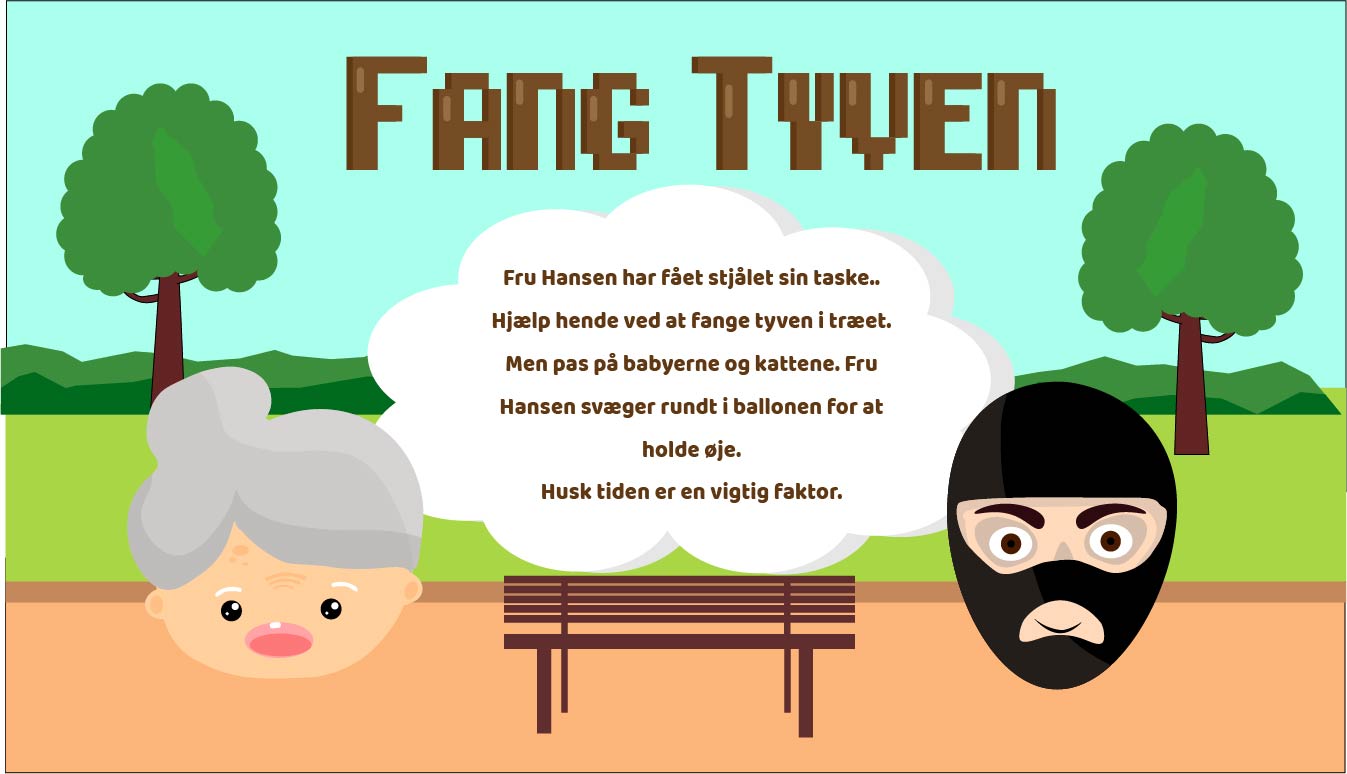 FANG TYVEN
Fru Hansen har fået stjålet sin taske..
Hjælp hende ved at fange tyven i træet.
Men pas på babyerne og kattene. Fru
Hansen svæger rundt i ballonen for at
holde øje.
Husk tiden er en vigtig faktor.